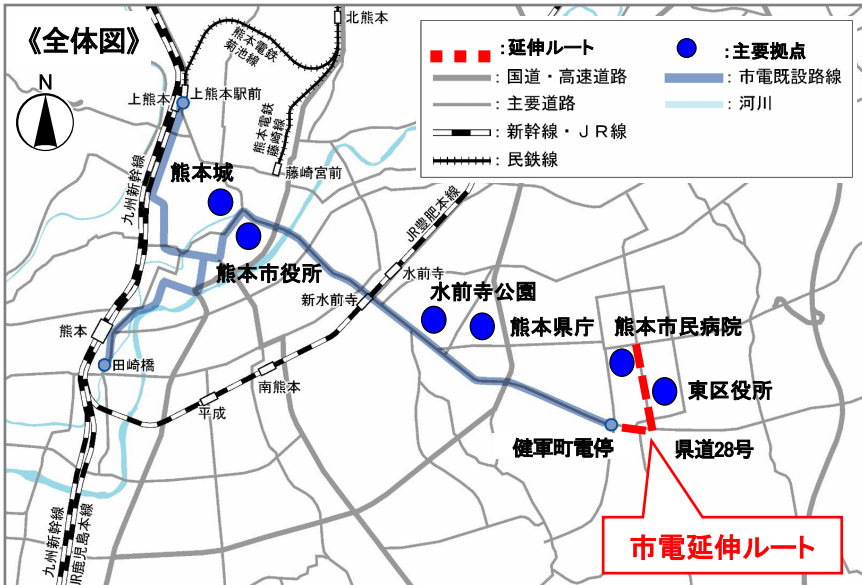 《全体図》
N
北熊本
熊本電鉄
菊池線
上熊本
上熊本駅前
熊本電鉄
藤崎線
藤崎宮前
：延伸ルート
：主要拠点
：国道・高速道路
：市電既設路線
：主要道路
：河川
：新幹線・ＪＲ線
：民鉄線
九州新幹線
熊本城
熊本市役所
JR豊肥本線
水前寺
新水前寺
水前寺公園
熊本県庁
熊本市民病院
東区役所
熊本
田崎橋
南熊本
平成
健軍町電停
県道28号
九州新幹線
JR鹿児島本線
市電延伸ルート